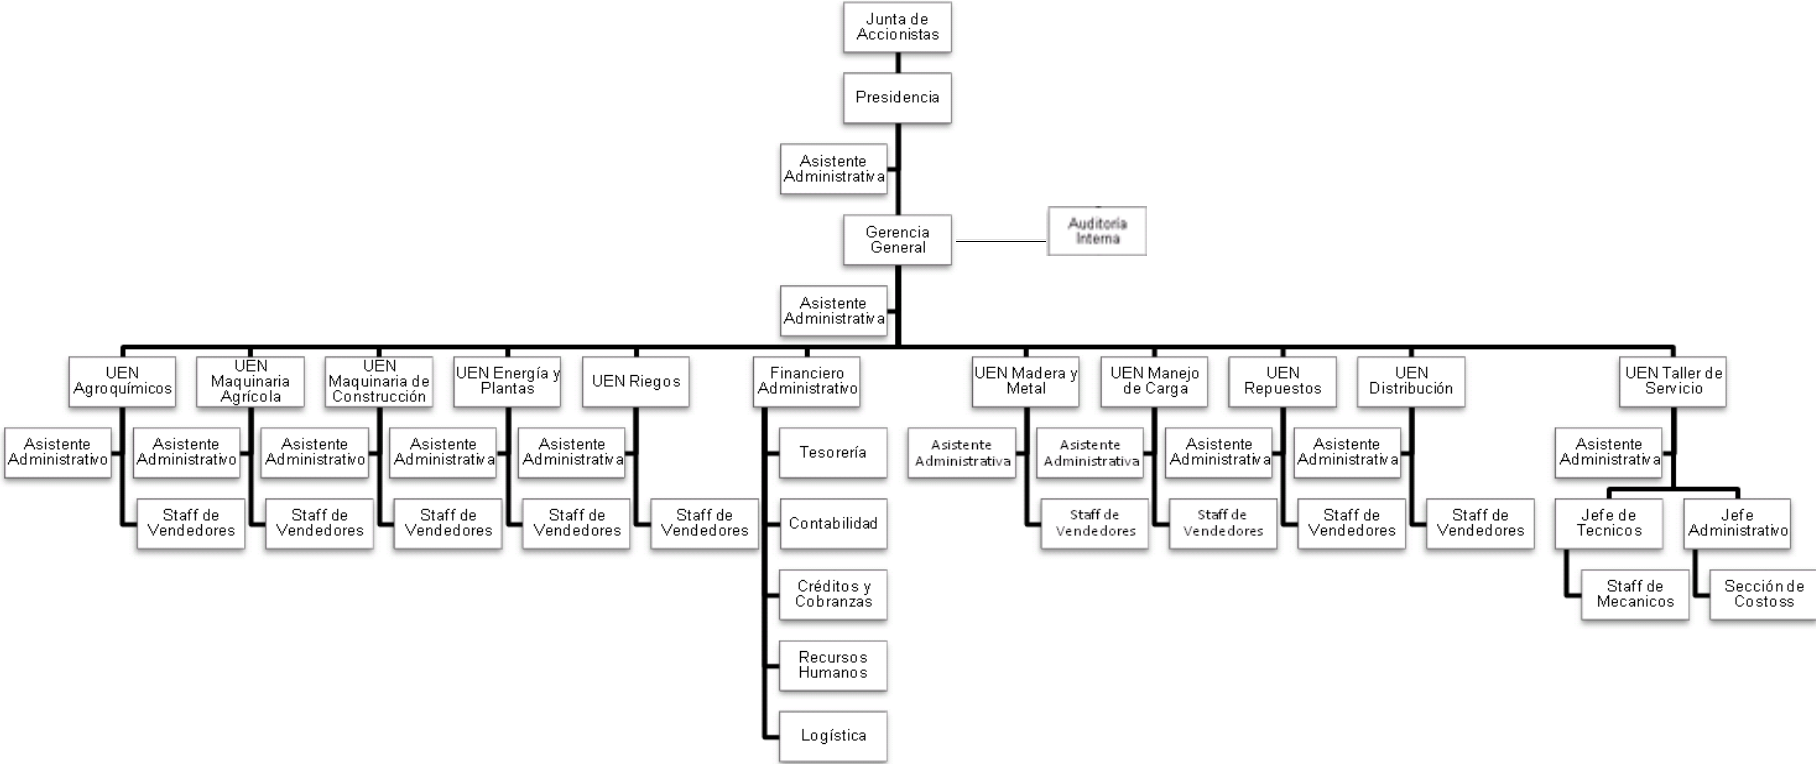 Junta de
Accionistas
Presidencia
Asistente
Administrativa
Gerencia
General
Auditoría
Interna
Asistente
Administrativa
UEN
Agroquímicos
UEN
Maquinaria
Agrícola
UEN
Maquinaria de
Construcción
UEN Energía y
Plantas
UEN Riegos
Financiero
Administrativo
UEN Madera y
Metal
UEN Manejo
de Carga
UEN
Repuestos
UEN
Distribución
UEN Taller de
Servicio
Asistente
Administrativo
Asistente
Administrativo
Asistente
Administrativo
Asistente
Administrativa
Asistente
Administrativa
Tesorería
Asistente
Administrativa
Asistente
Administrativa
Asistente
Administrativa
Asistente
Administrativa
Asistente
Administrativa
Staff de
Vendedores
Staff de
Vendedores
Staff de
Vendedores
Staff de
Vendedores
Staff de
Vendedores
Contabilidad
Staff de
Vendedores
Staff de
Vendedores
Staff de
Vendedores
Staff de
Vendedores
Jefe de
Tecnicos
Jefe
Administrativo
Créditos y
Cobranzas
Staff de
Mecanicos
Sección de
Costoss
Recursos
Humanos
Logística